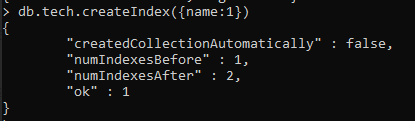 > db.tech.createIndex({name:1})
{
        "createdCollectionAutomatically" : false,
        "numIndexesBefore" : 1,
        "numIndexesAfter" : 2,
        "ok" : 1
}